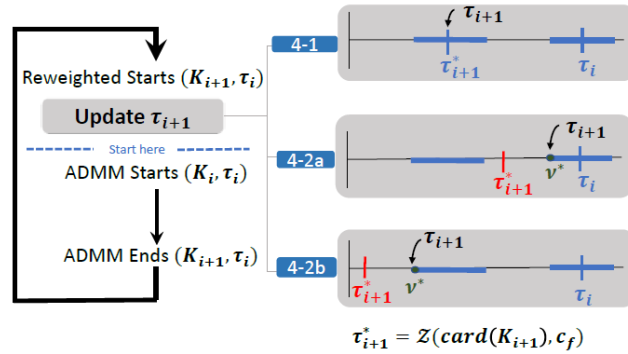 Reweighted Starts (K_{i+1}, τ_i)
Update τ_{i+1}
Start here
ADMM Starts (K_i, τ_i)
ADMM Ends (K_{i+1}, τ_i)
4-1
τ_{i+1}
τ*_{i+1}
τ_i
4-2a
τ_{i+1}
τ*_{i+1}
ν*
τ_i
4-2b
τ_{i+1}
τ*_{i+1}
ν*
τ_i
τ*_{i+1} = Z(card(K_{i+1}), c_f)